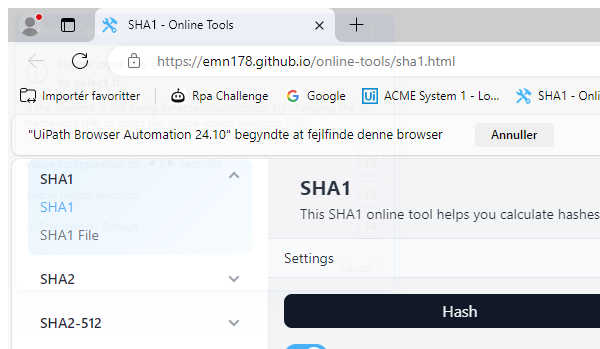 SHA1 - Online Tools
https://emn178.github.io/online-tools/sha1.html
Importér favoritter
Rpa Challenge
Google
ACME System 1 - Lo...
SHA1 - Onli
"UiPath Browser Automation 24.10" begyndte at fejlfinde denne browser
Annuller
SHA1
SHA1
SHA1 File
SHA2
SHA2-512
SHA1
This SHA1 online tool helps you calculate hashes
Settings
Hash